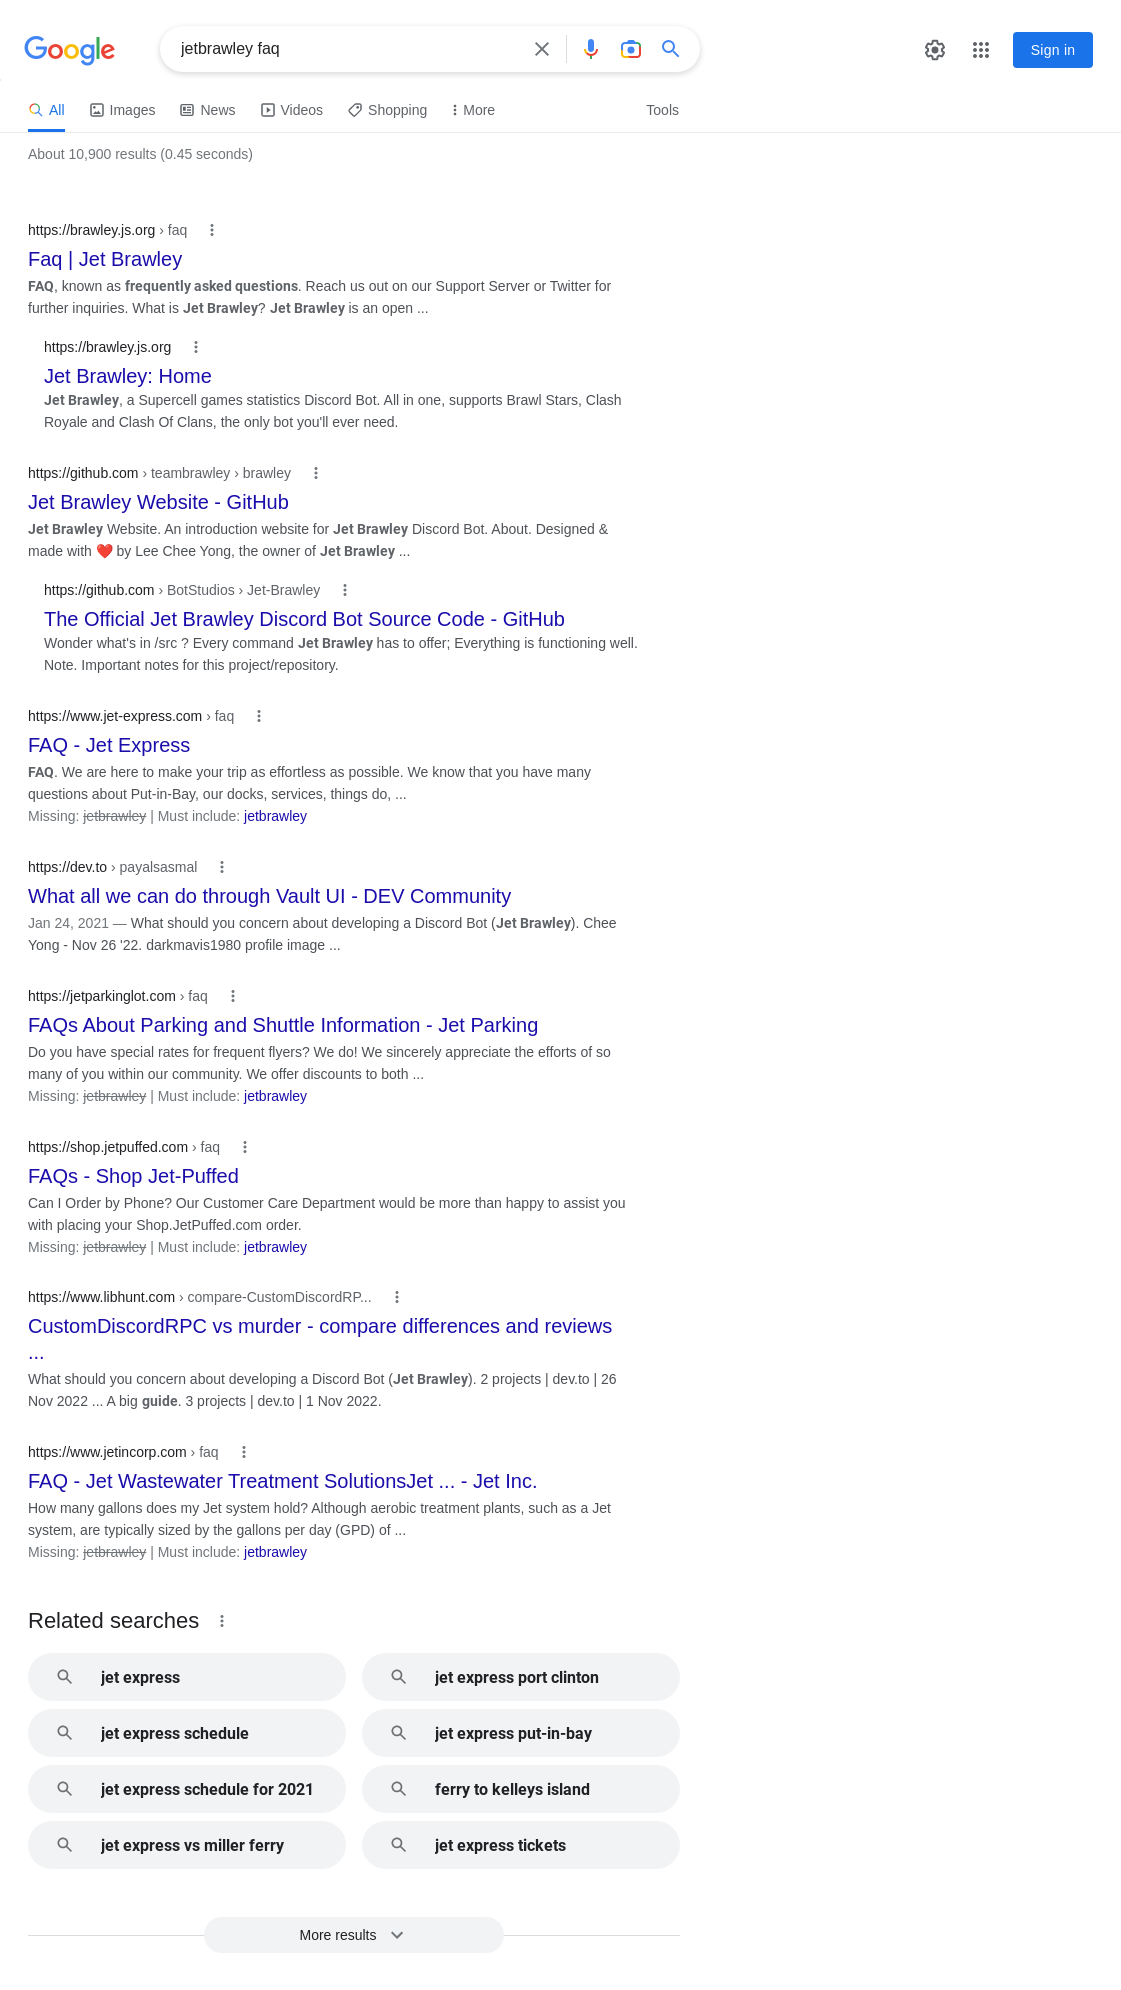 Google
jetbrawley faq
Sign in
All Images News Videos Shopping More Tools
About 10,900 results (0.45 seconds)
https://brawley.js.org › faq
Faq | Jet Brawley
FAQ, known as frequently asked questions. Reach us out on our Support Server or Twitter for
further inquiries. What is Jet Brawley? Jet Brawley is an open ...
https://brawley.js.org
Jet Brawley: Home
Jet Brawley, a Supercell games statistics Discord Bot. All in one, supports Brawl Stars, Clash
Royale and Clash Of Clans, the only bot you'll ever need.
https://github.com › teambrawley › brawley
Jet Brawley Website - GitHub
Jet Brawley Website. An introduction website for Jet Brawley Discord Bot. About. Designed &
made with ❤️ by Lee Chee Yong, the owner of Jet Brawley ...
https://github.com › BotStudios › Jet-Brawley
The Official Jet Brawley Discord Bot Source Code - GitHub
Wonder what's in /src ? Every command Jet Brawley has to offer; Everything is functioning well.
Note. Important notes for this project/repository.
https://www.jet-express.com › faq
FAQ - Jet Express
FAQ. We are here to make your trip as effortless as possible. We know that you have many
questions about Put-in-Bay, our docks, services, things do, ...
Missing: jetbrawley | Must include: jetbrawley
https://dev.to › payalsasmal
What all we can do through Vault UI - DEV Community
Jan 24, 2021 — What should you concern about developing a Discord Bot (Jet Brawley). Chee
Yong - Nov 26 '22. darkmavis1980 profile image ...
https://jetparkinglot.com › faq
FAQs About Parking and Shuttle Information - Jet Parking
Do you have special rates for frequent flyers? We do! We sincerely appreciate the efforts of so
many of you within our community. We offer discounts to both ...
Missing: jetbrawley | Must include: jetbrawley
https://shop.jetpuffed.com › faq
FAQs - Shop Jet-Puffed
Can I Order by Phone? Our Customer Care Department would be more than happy to assist you
with placing your Shop.JetPuffed.com order.
Missing: jetbrawley | Must include: jetbrawley
https://www.libhunt.com › compare-CustomDiscordRP...
CustomDiscordRPC vs murder - compare differences and reviews
...
What should you concern about developing a Discord Bot (Jet Brawley). 2 projects | dev.to | 26
Nov 2022 ... A big guide. 3 projects | dev.to | 1 Nov 2022.
https://www.jetincorp.com › faq
FAQ - Jet Wastewater Treatment SolutionsJet ... - Jet Inc.
How many gallons does my Jet system hold? Although aerobic treatment plants, such as a Jet
system, are typically sized by the gallons per day (GPD) of ...
Missing: jetbrawley | Must include: jetbrawley
Related searches
jet express
jet express port clinton
jet express schedule
jet express put-in-bay
jet express schedule for 2021
ferry to kelleys island
jet express vs miller ferry
jet express tickets
More results